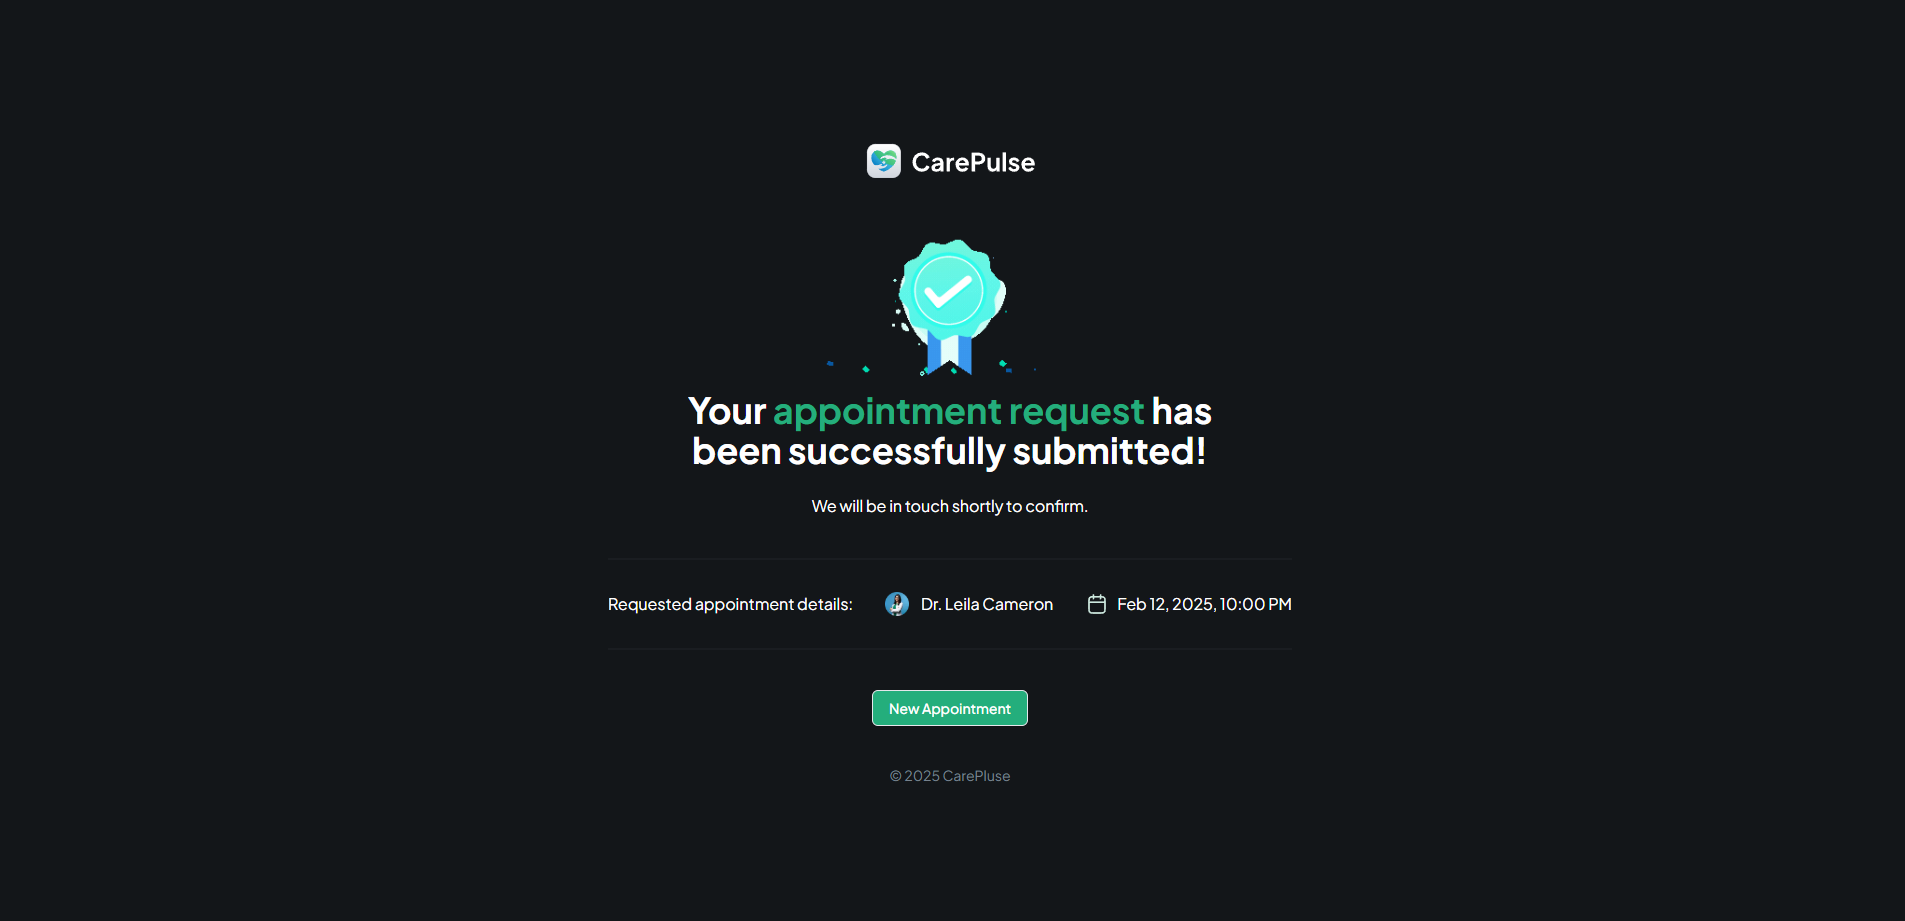 CarePulse
Your appointment request has
been successfully submitted!
We will be in touch shortly to confirm.
Requested appointment details: Dr. Leila Cameron Feb 12, 2025, 10:00 PM
New Appointment
© 2025 CarePluse